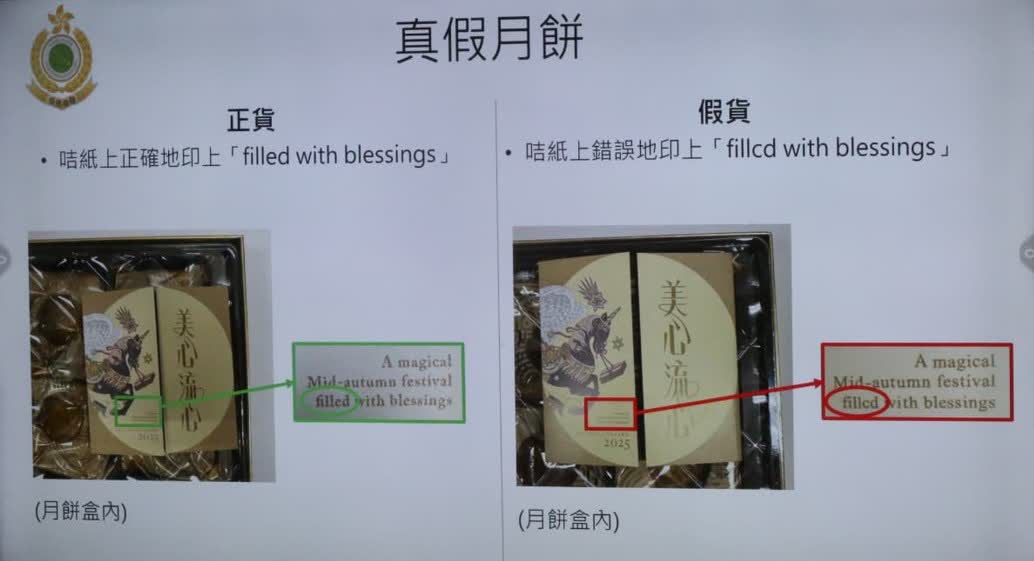 真假月餅
正貨
• 咭紙上正確地印上「filled with blessings」
美心流心
2025
A magical
Mid-autumn festival
filled with blessings
(月餅盒內)
假貨
• 咭紙上錯誤地印上「fillcd with blessings」
美心流心
2025
A magical
Mid-autumn festival
fillcd with blessings
(月餅盒內)